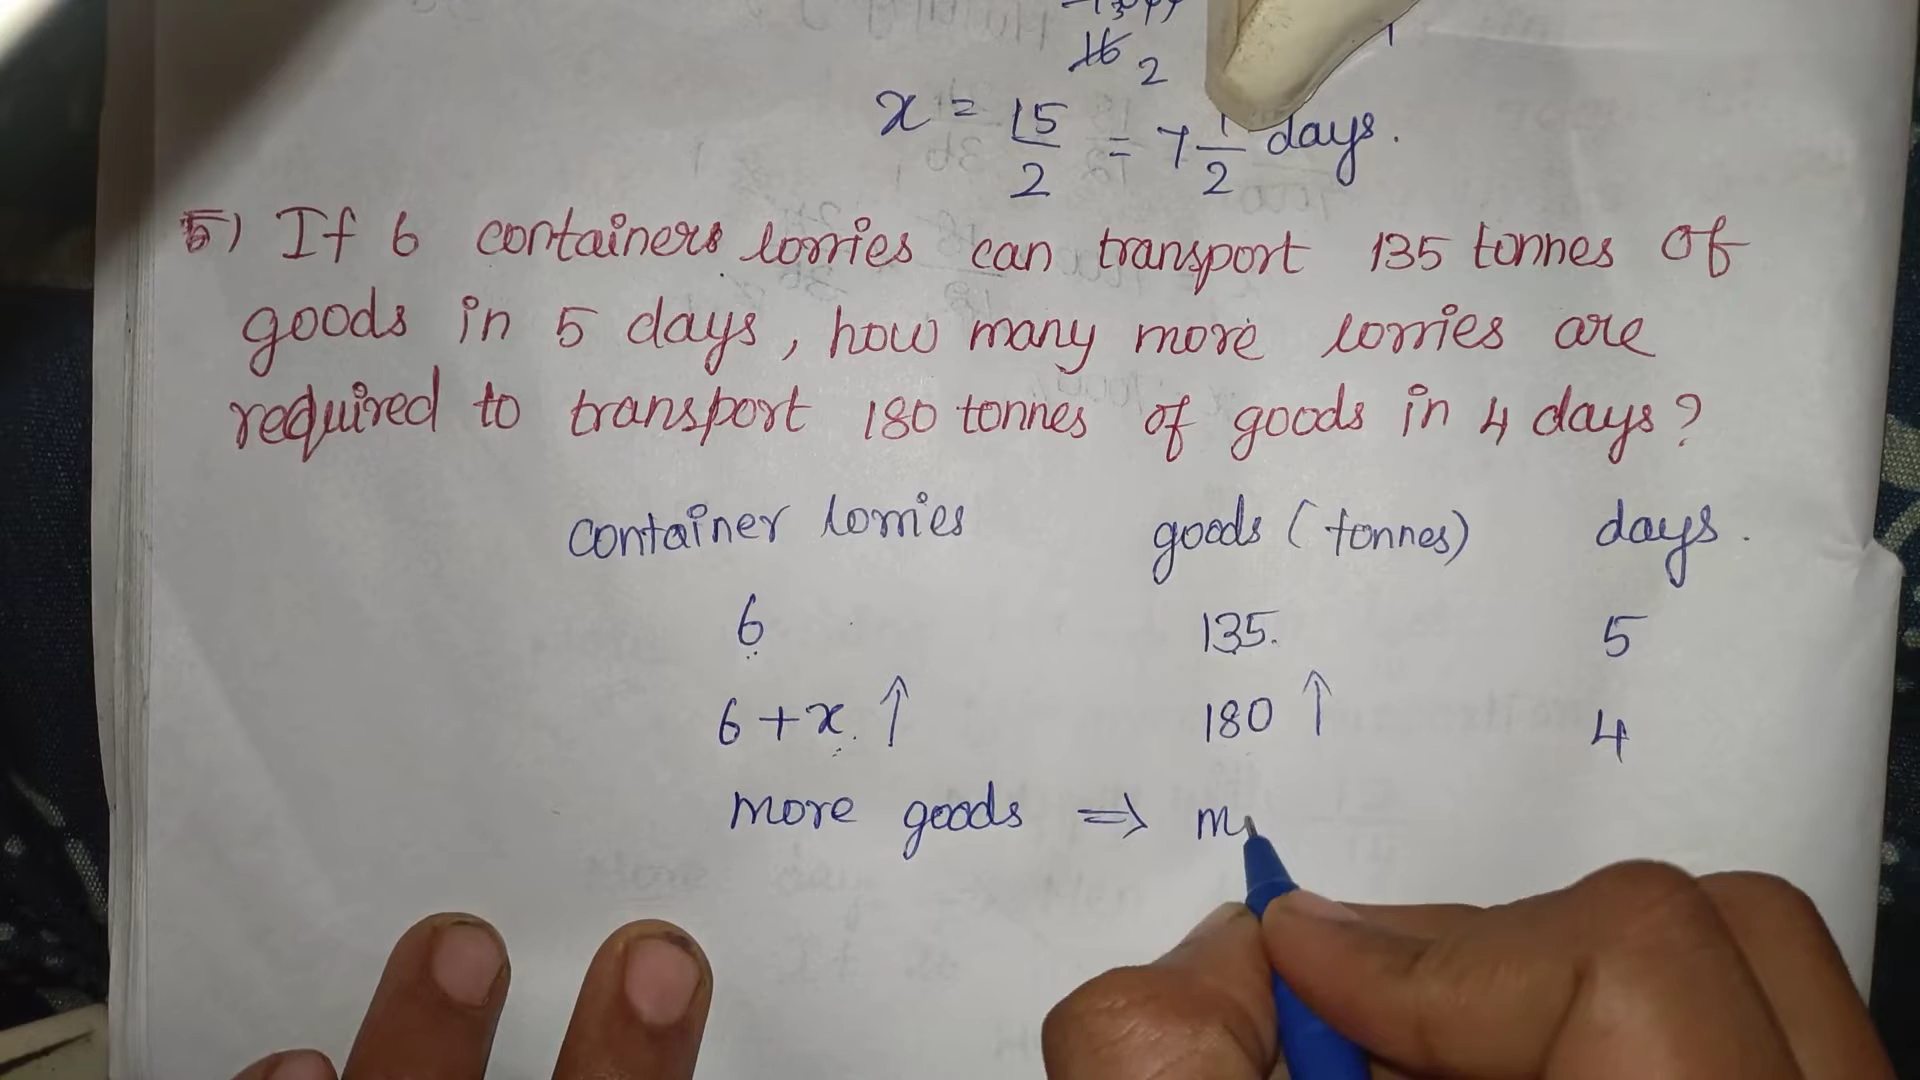 16 2
x = 15/2 = 7 1/2 days.
5) If 6 containers lorries can transport 135 tonnes of
goods in 5 days, how many more lorries are
required to transport 180 tonnes of goods in 4 days?
container lorries goods (tonnes) days.
6 135. 5
6 + x ↑ 180 ↑ 4
more goods ⇒ m